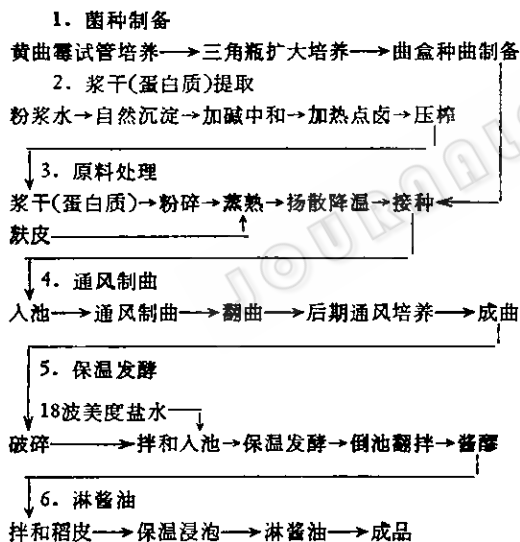 1. 菌种制备
黄曲霉试管培养→三角瓶扩大培养→曲盒种曲制备
2. 浆干(蛋白质)提取
粉浆水→自然沉淀→加碱中和→加热点卤→压榨
3. 原料处理
浆干(蛋白质)→粉碎→蒸熟→扬散降温→接种
麸皮
4. 通风制曲
入池→通风制曲→翻曲→后期通风培养→成曲
5. 保温发酵
18波美度盐水
破碎→拌和入池→保温发酵→倒池翻拌→酱醪
6. 淋酱油
拌和稻皮→保温浸泡→淋酱油→成品
JOURNALS